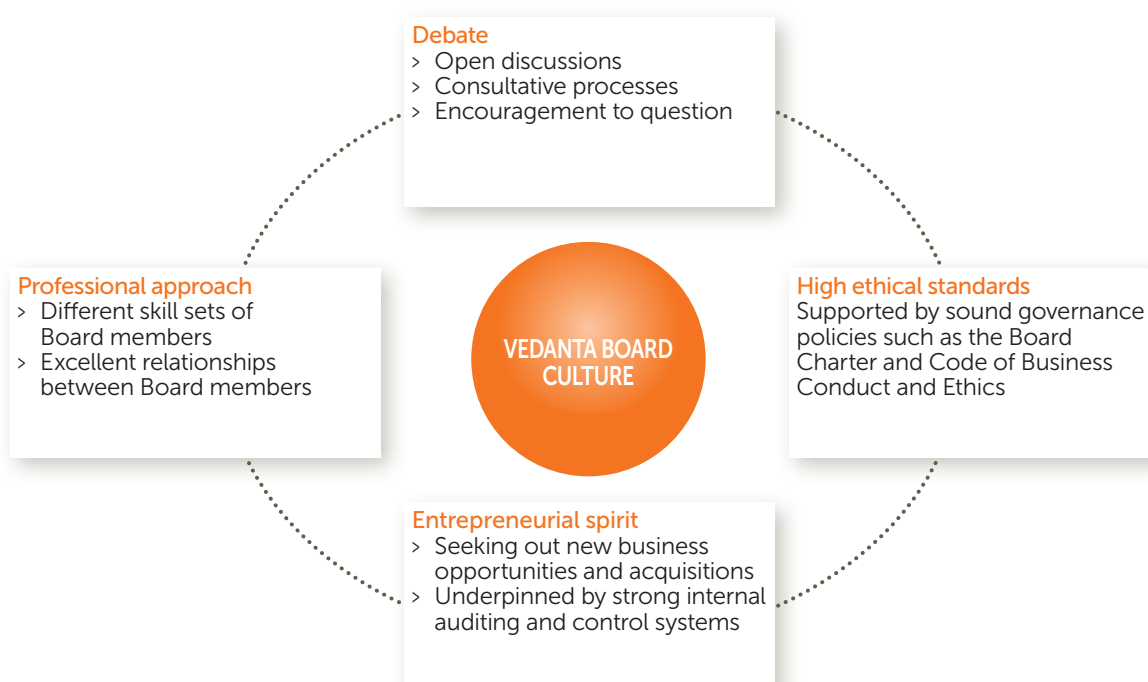 Debate
> Open discussions
> Consultative processes
> Encouragement to question
Professional approach
> Different skill sets of
Board members
> Excellent relationships
between Board members
VEDANTA BOARD
CULTURE
High ethical standards
Supported by sound governance
policies such as the Board
Charter and Code of Business
Conduct and Ethics
Entrepreneurial spirit
> Seeking out new business
opportunities and acquisitions
> Underpinned by strong internal
auditing and control systems